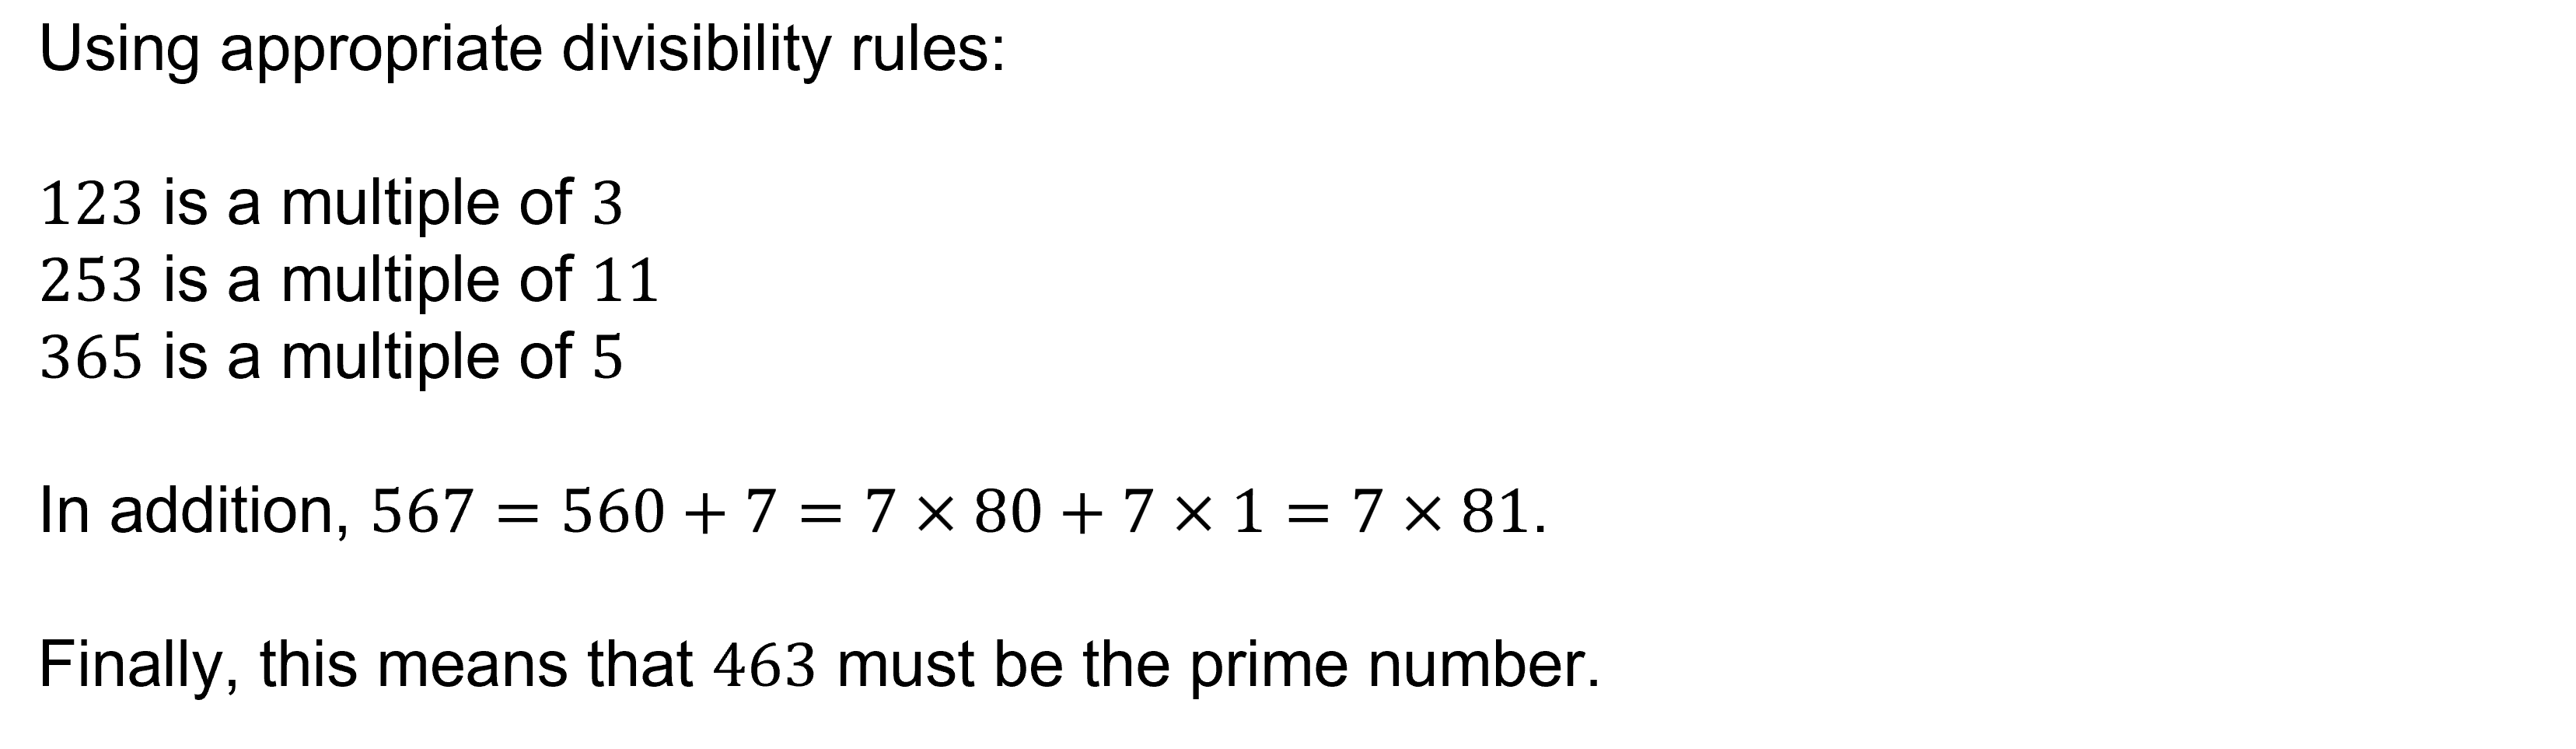 Using appropriate divisibility rules:
123 is a multiple of 3
253 is a multiple of 11
365 is a multiple of 5
In addition, 567 = 560 + 7 = 7 × 80 + 7 × 1 = 7 × 81.
Finally, this means that 463 must be the prime number.